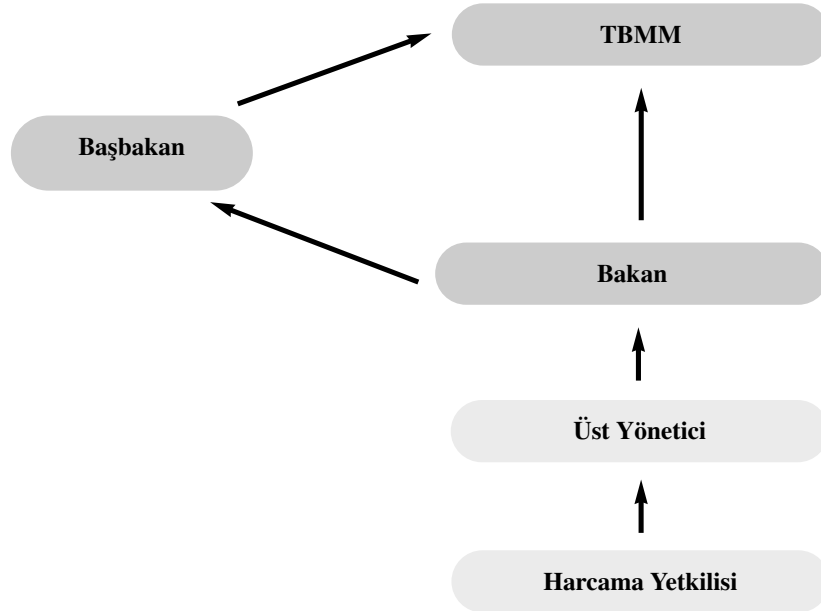 TBMM
Başbakan
Bakan
Üst Yönetici
Harcama Yetkilisi